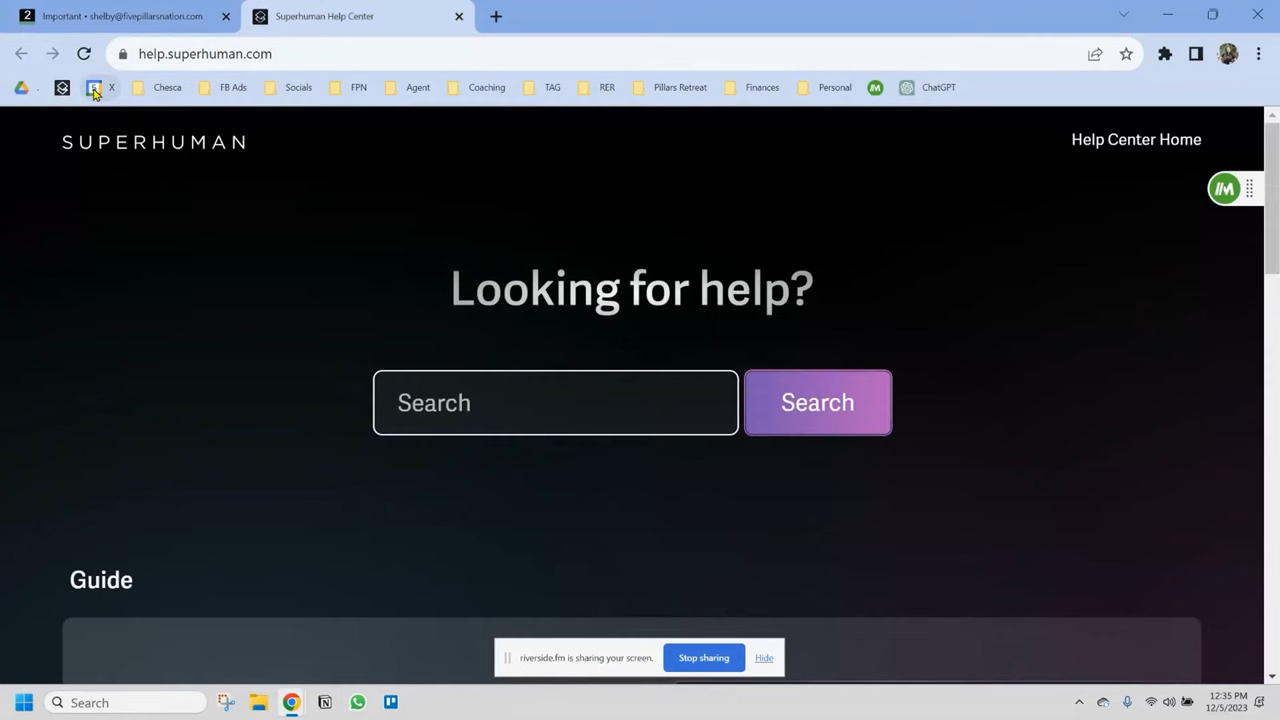 2 Important • shelby@fivepillarsnation.com
Superhuman Help Center
help.superhuman.com
X Chesca FB Ads Socials FPN Agent Coaching TAG RER Pillars Retreat Finances Personal ChatGPT
SUPERHUMAN
Help Center Home
Looking for help?
Search Search
Guide
riverside.fm is sharing your screen. Stop sharing Hide
Search
12:35 PM
12/5/2023